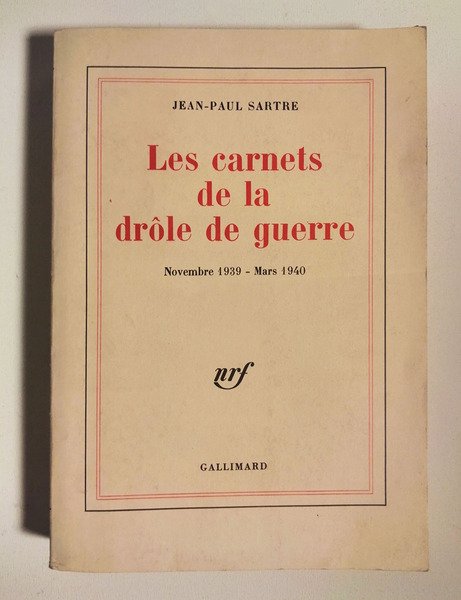 JEAN-PAUL SARTRE
Les carnets
de la
drôle de guerre
Novembre 1939 - Mars 1940
nrf
GALLIMARD